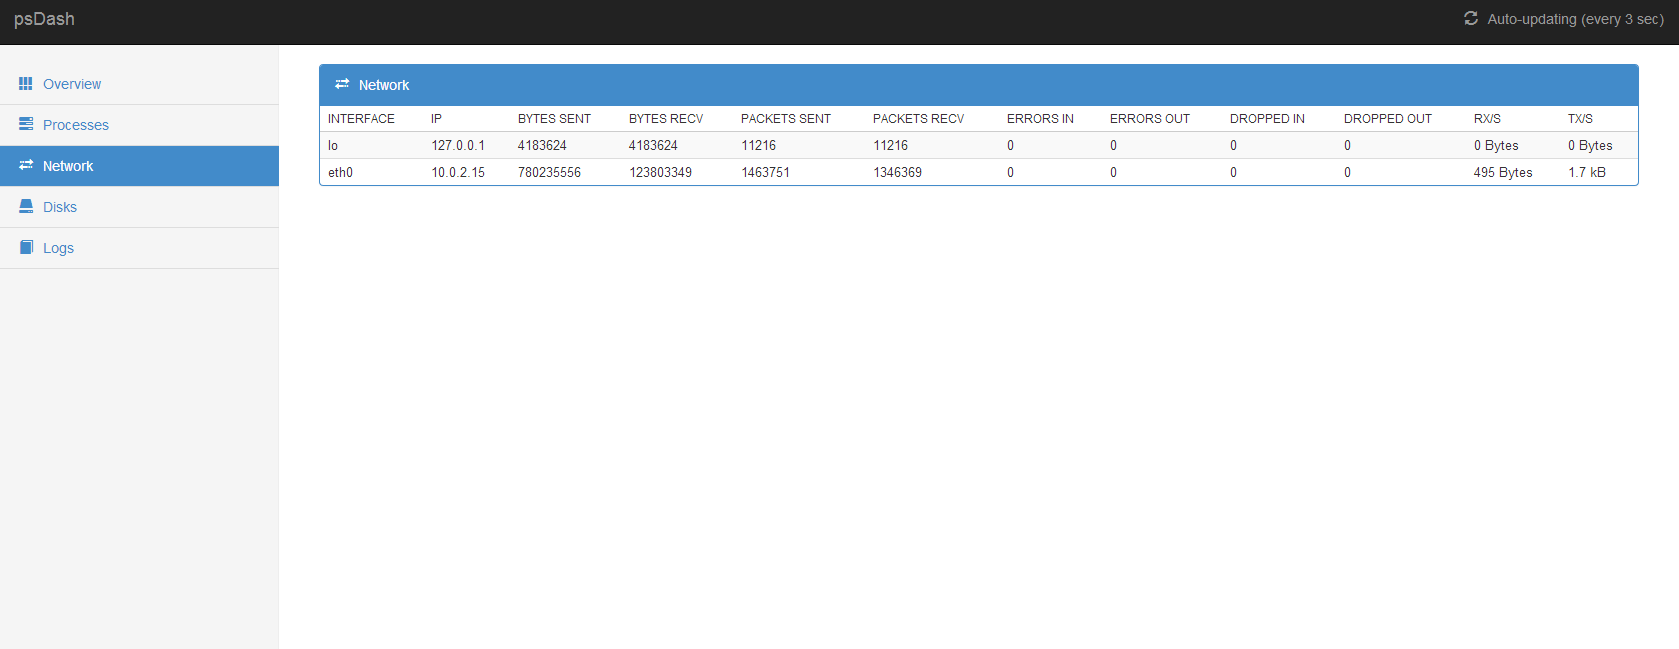 psDash
Auto-updating (every 3 sec)
Overview
Processes
Network
Disks
Logs
Network
INTERFACE IP BYTES SENT BYTES RECV PACKETS SENT PACKETS RECV ERRORS IN ERRORS OUT DROPPED IN DROPPED OUT RX/S TX/S
lo 127.0.0.1 4183624 4183624 11216 11216 0 0 0 0 0 Bytes 0 Bytes
eth0 10.0.2.15 780235556 123803349 1463751 1346369 0 0 0 0 495 Bytes 1.7 kB